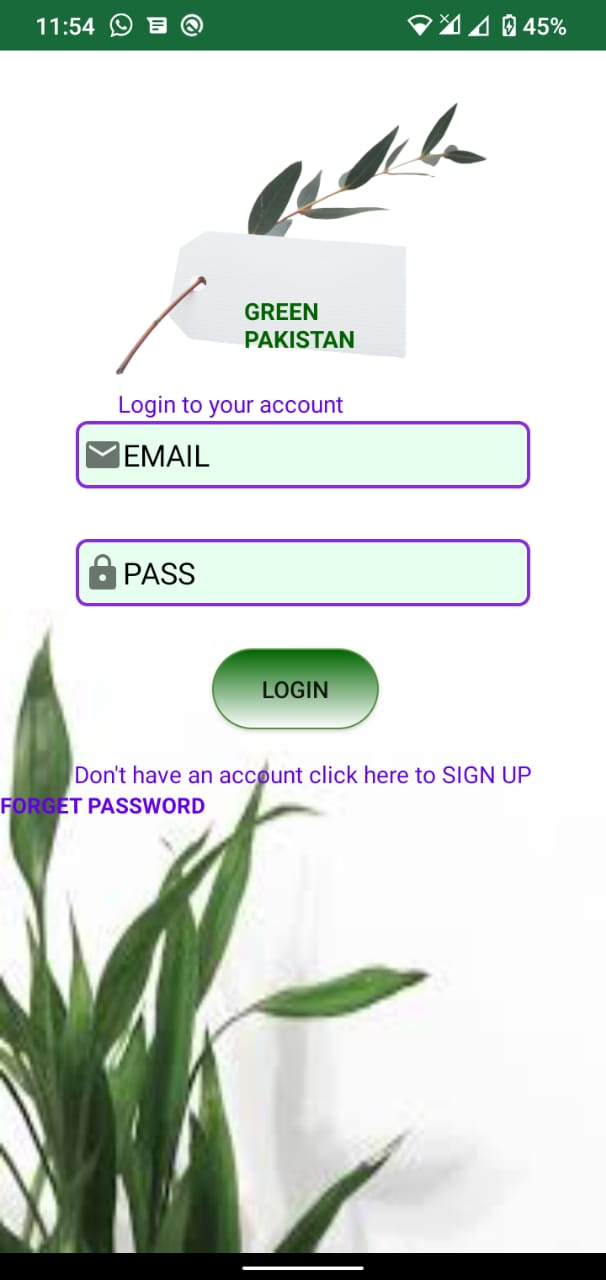 11:54 45%
GREEN
PAKISTAN
Login to your account
EMAIL
PASS
LOGIN
Don't have an account click here to SIGN UP
FORGET PASSWORD